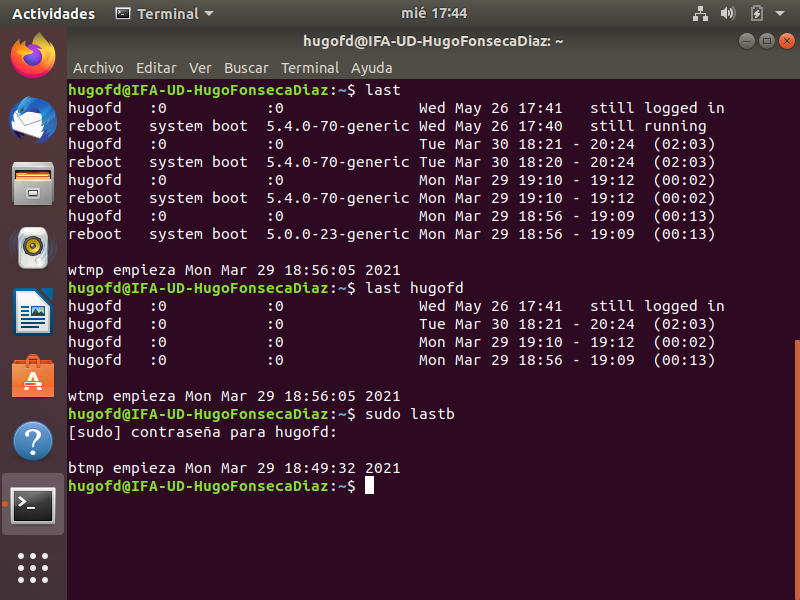 Actividades Terminal mié 17:44
hugofd@IFA-UD-HugoFonsecaDiaz: ~
Archivo Editar Ver Buscar Terminal Ayuda
hugofd@IFA-UD-HugoFonsecaDiaz:~$ last
hugofd   :0           :0               Wed May 26 17:41   still logged in
reboot   system boot  5.4.0-70-generic Wed May 26 17:40   still running
hugofd   :0           :0               Tue Mar 30 18:21 - 20:24  (02:03)
reboot   system boot  5.4.0-70-generic Tue Mar 30 18:20 - 20:24  (02:03)
hugofd   :0           :0               Mon Mar 29 19:10 - 19:12  (00:02)
reboot   system boot  5.4.0-70-generic Mon Mar 29 19:10 - 19:12  (00:02)
hugofd   :0           :0               Mon Mar 29 18:56 - 19:09  (00:13)
reboot   system boot  5.0.0-23-generic Mon Mar 29 18:56 - 19:09  (00:13)
wtmp empieza Mon Mar 29 18:56:05 2021
hugofd@IFA-UD-HugoFonsecaDiaz:~$ last hugofd
hugofd   :0           :0               Wed May 26 17:41   still logged in
hugofd   :0           :0               Tue Mar 30 18:21 - 20:24  (02:03)
hugofd   :0           :0               Mon Mar 29 19:10 - 19:12  (00:02)
hugofd   :0           :0               Mon Mar 29 18:56 - 19:09  (00:13)
wtmp empieza Mon Mar 29 18:56:05 2021
hugofd@IFA-UD-HugoFonsecaDiaz:~$ sudo lastb
[sudo] contraseña para hugofd:
btmp empieza Mon Mar 29 18:49:32 2021
hugofd@IFA-UD-HugoFonsecaDiaz:~$